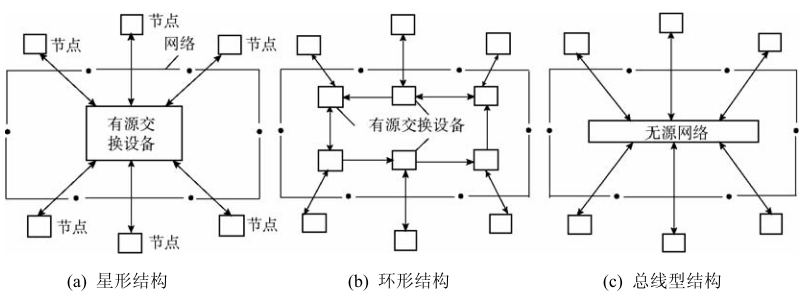 节点
节点
网络
节点
有源交
换设备
节点
节点
节点
(a) 星形结构
有源交换设备
(b) 环形结构
无源网络
(c) 总线型结构